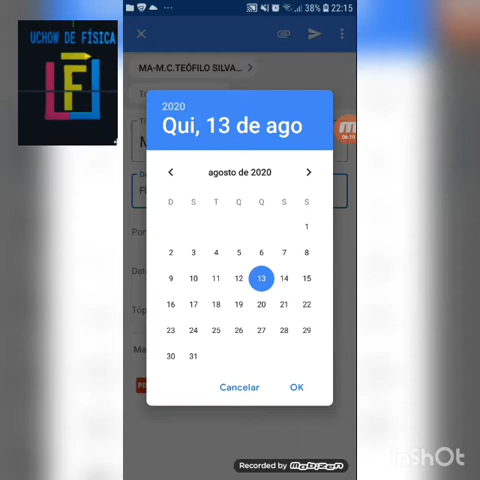 UCHOW DE FÍSICA
F
38% 22:15
MA-M.C.TEÓFILO SILVA...
2020
Qui, 13 de ago
06:10
agosto de 2020
D S T Q Q S S
1
2 3 4 5 6 7 8
9 10 11 12 13 14 15
16 17 18 19 20 21 22
23 24 25 26 27 28 29
30 31
Cancelar OK
Recorded by mobizen
InShOt